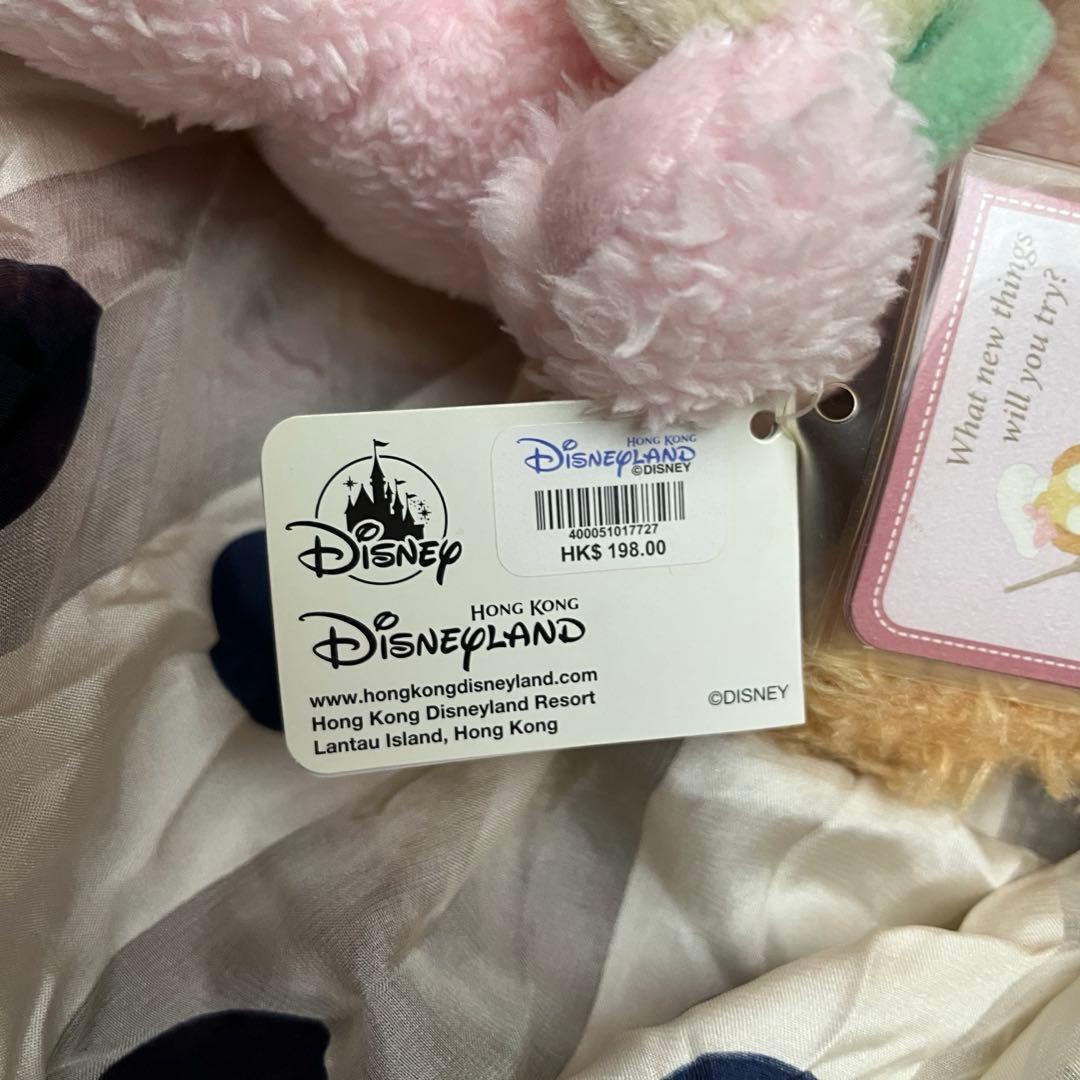 DISNEY
HONG KONG
DISNEYLAND
©DISNEY
400051017727
HK$ 198.00
HONG KONG
DISNEYLAND
www.hongkongdisneyland.com
Hong Kong Disneyland Resort
Lantau Island, Hong Kong
©DISNEY
What new things
will you try?